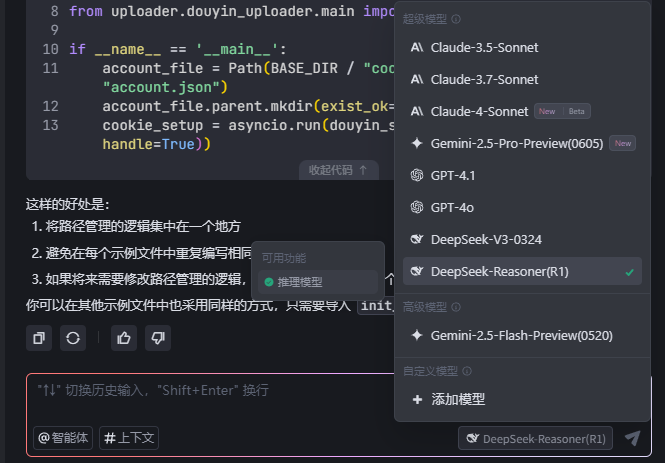 8 from uploader.douyin_uploader.main impo
9
10 if __name__ == '__main__':
11 account_file = Path(BASE_DIR / "coo
"account.json")
12 account_file.parent.mkdir(exist_ok=
13 cookie_setup = asyncio.run(douyin_s
handle=True))
收起代码 ↑
这样的好处是：
1. 将路径管理的逻辑集中在一个地方
2. 避免在每个示例文件中重复编写相同
3. 如果将来需要修改路径管理的逻辑， 个
你可以在其他示例文件中也采用同样的方式，只需要导入 init_
可用功能
推理模型
"↑↓" 切换历史输入，"Shift+Enter" 换行
@智能体 #上下文
DeepSeek-Reasoner(R1)
超级模型
Claude-3.5-Sonnet
Claude-3.7-Sonnet
Claude-4-Sonnet New Beta
Gemini-2.5-Pro-Preview(0605) New
GPT-4.1
GPT-4o
DeepSeek-V3-0324
DeepSeek-Reasoner(R1)
高级模型
Gemini-2.5-Flash-Preview(0520)
自定义模型
+ 添加模型